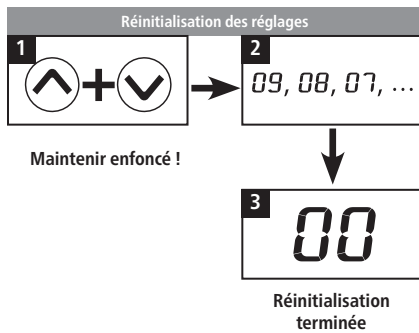 Réinitialisation des réglages
1
+
Maintenir enfoncé !
2
09, 08, 07, ...
3
00
Réinitialisation
terminée